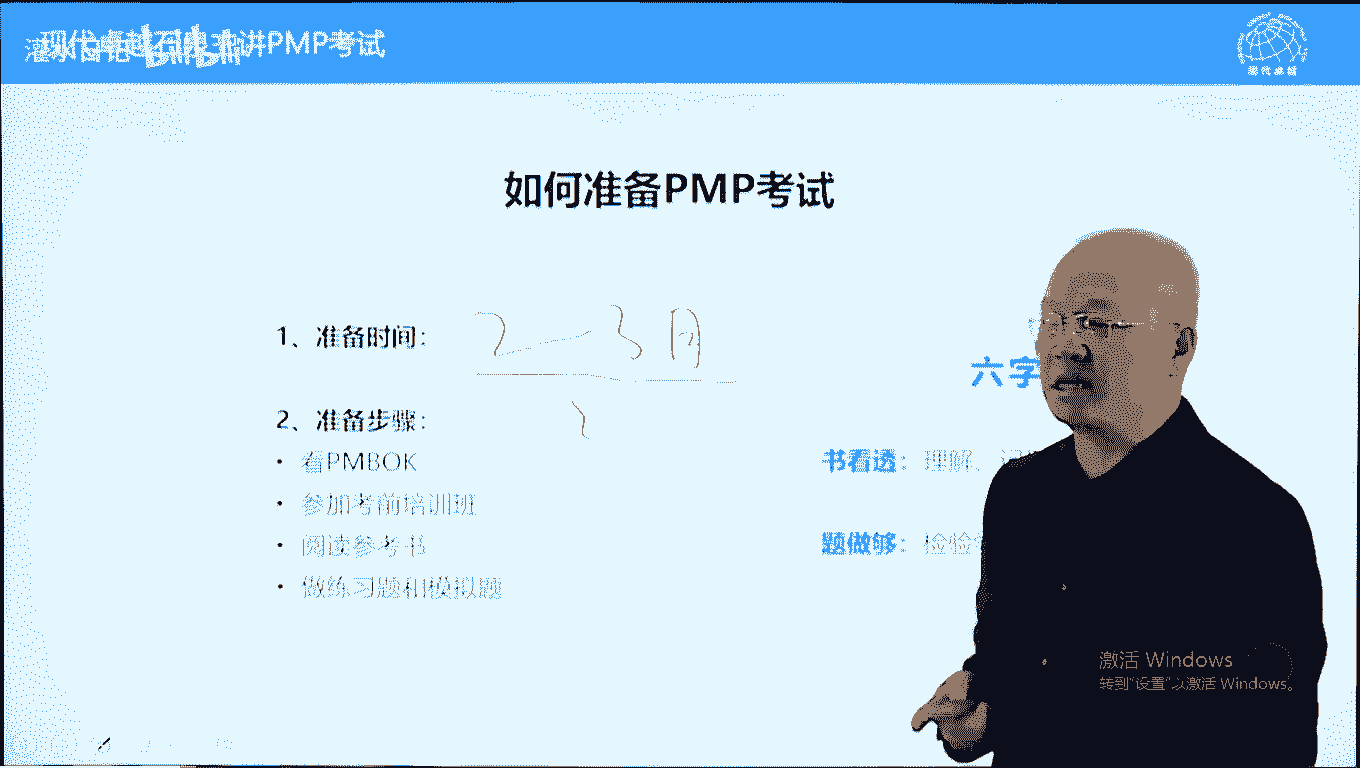 讲PMP考试
现代卓越
如何准备PMP考试
1、准备时间：
2—3月
六字
2、准备步骤：
· 看PMBOK
书看透：理解、
· 参加考前培训班
· 阅读参考书
题做够：检验
· 做练习题和模拟题
激活 Windows
转到"设置"以激活 Windows。